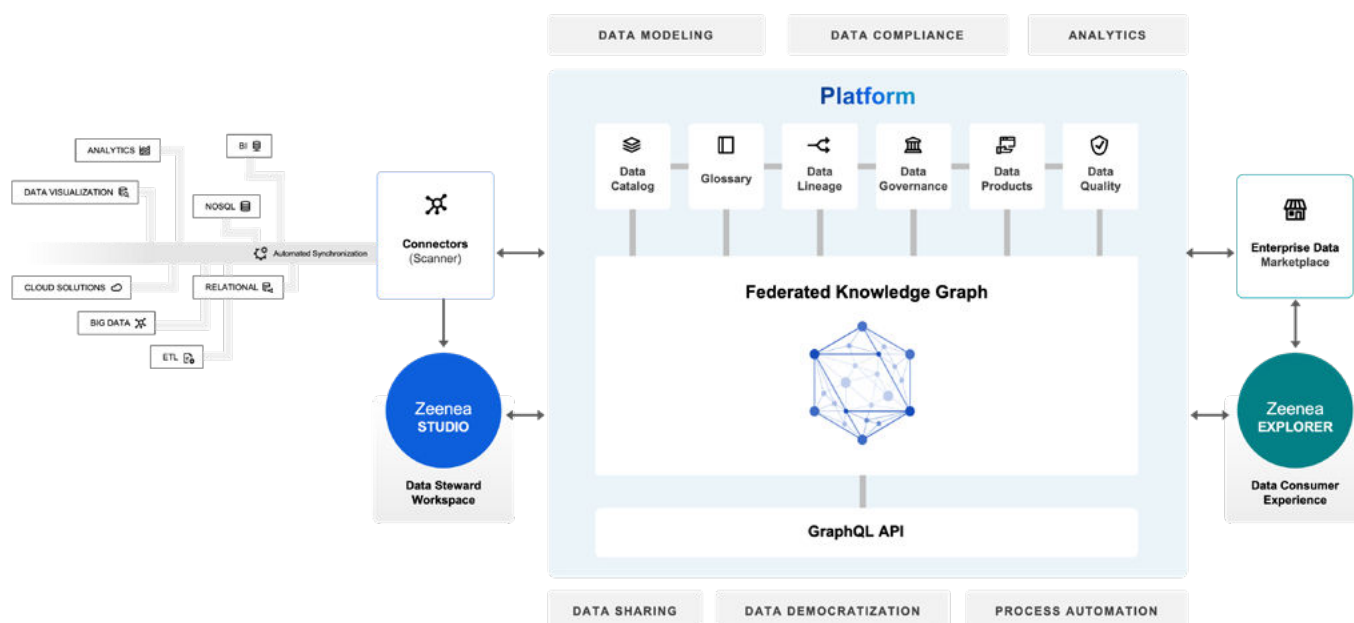 DATA MODELING
DATA COMPLIANCE
ANALYTICS
Platform
Data
Catalog
Glossary
Data
Lineage
Data
Governance
Data
Products
Data
Quality
ANALYTICS
BI
DATA VISUALIZATION
NOSQL
Automated Synchronization
CLOUD SOLUTIONS
RELATIONAL
BIG DATA
ETL
Connectors
(Scanner)
Zeenea
STUDIO
Data Steward
Workspace
Federated Knowledge Graph
GraphQL API
Enterprise Data
Marketplace
Zeenea
EXPLORER
Data Consumer
Experience
DATA SHARING
DATA DEMOCRATIZATION
PROCESS AUTOMATION